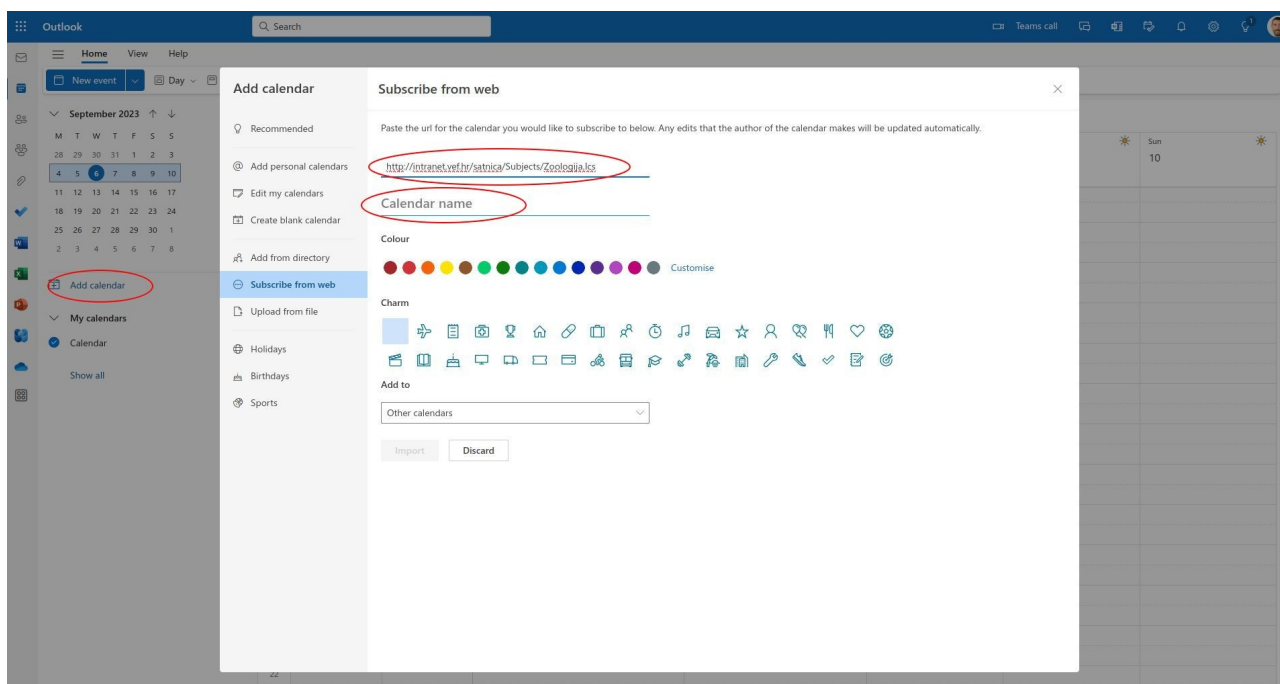 Outlook
Search
Teams call
1
Home View Help
New event
Day
September 2023
M T W T F S S
28 29 30 31 1 2 3
4 5 6 7 8 9 10
11 12 13 14 15 16 17
18 19 20 21 22 23 24
25 26 27 28 29 30 1
2 3 4 5 6 7 8
Add calendar
My calendars
Calendar
Show all
Add calendar
Recommended
Add personal calendars
Edit my calendars
Create blank calendar
Add from directory
Subscribe from web
Upload from file
Holidays
Birthdays
Sports
Subscribe from web
Paste the url for the calendar you would like to subscribe to below. Any edits that the author of the calendar makes will be updated automatically.
http://intranet.vef.hr/satnica/Subjects/Zoologija.Ics
Calendar name
Colour
Customise
Charm
Add to
Other calendars
Import Discard
Sun
10
22